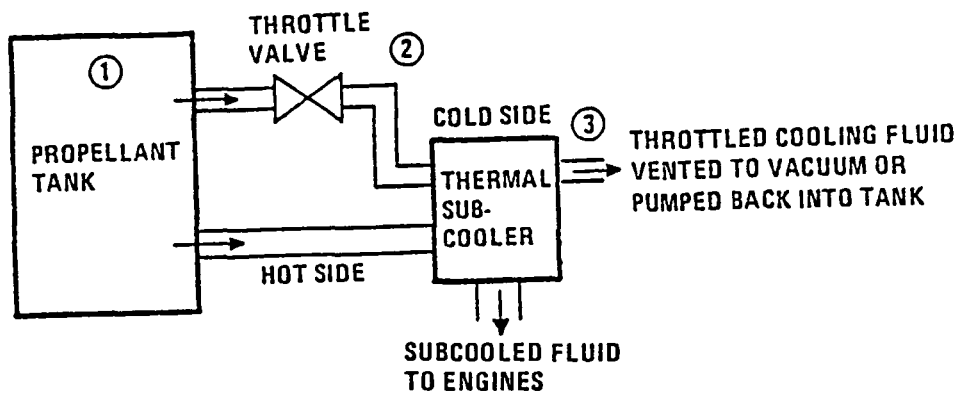 THROTTLE
VALVE
①
②
PROPELLANT
TANK
COLD SIDE
③
THERMAL
SUB-
COOLER
THROTTLED COOLING FLUID
VENTED TO VACUUM OR
PUMPED BACK INTO TANK
HOT SIDE
SUBCOOLED FLUID
TO ENGINES